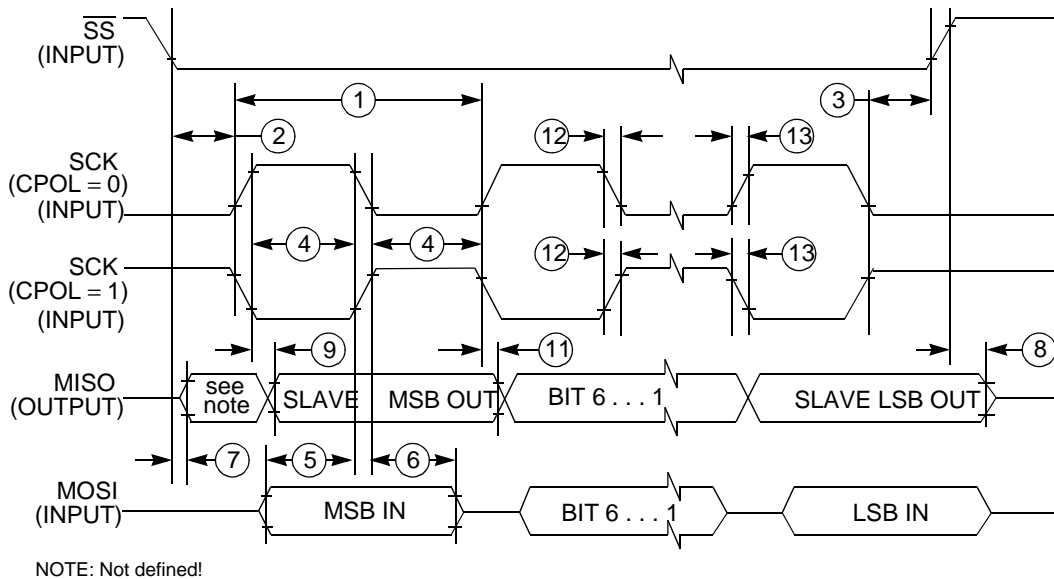 SS
(INPUT)
1
3
2
12
13
SCK
(CPOL = 0)
(INPUT)
4
4
12
13
SCK
(CPOL = 1)
(INPUT)
9
11
8
MISO
(OUTPUT)
see
note
SLAVE
MSB OUT
BIT 6 . . . 1
SLAVE LSB OUT
7
5
6
MOSI
(INPUT)
MSB IN
BIT 6 . . . 1
LSB IN
NOTE: Not defined!